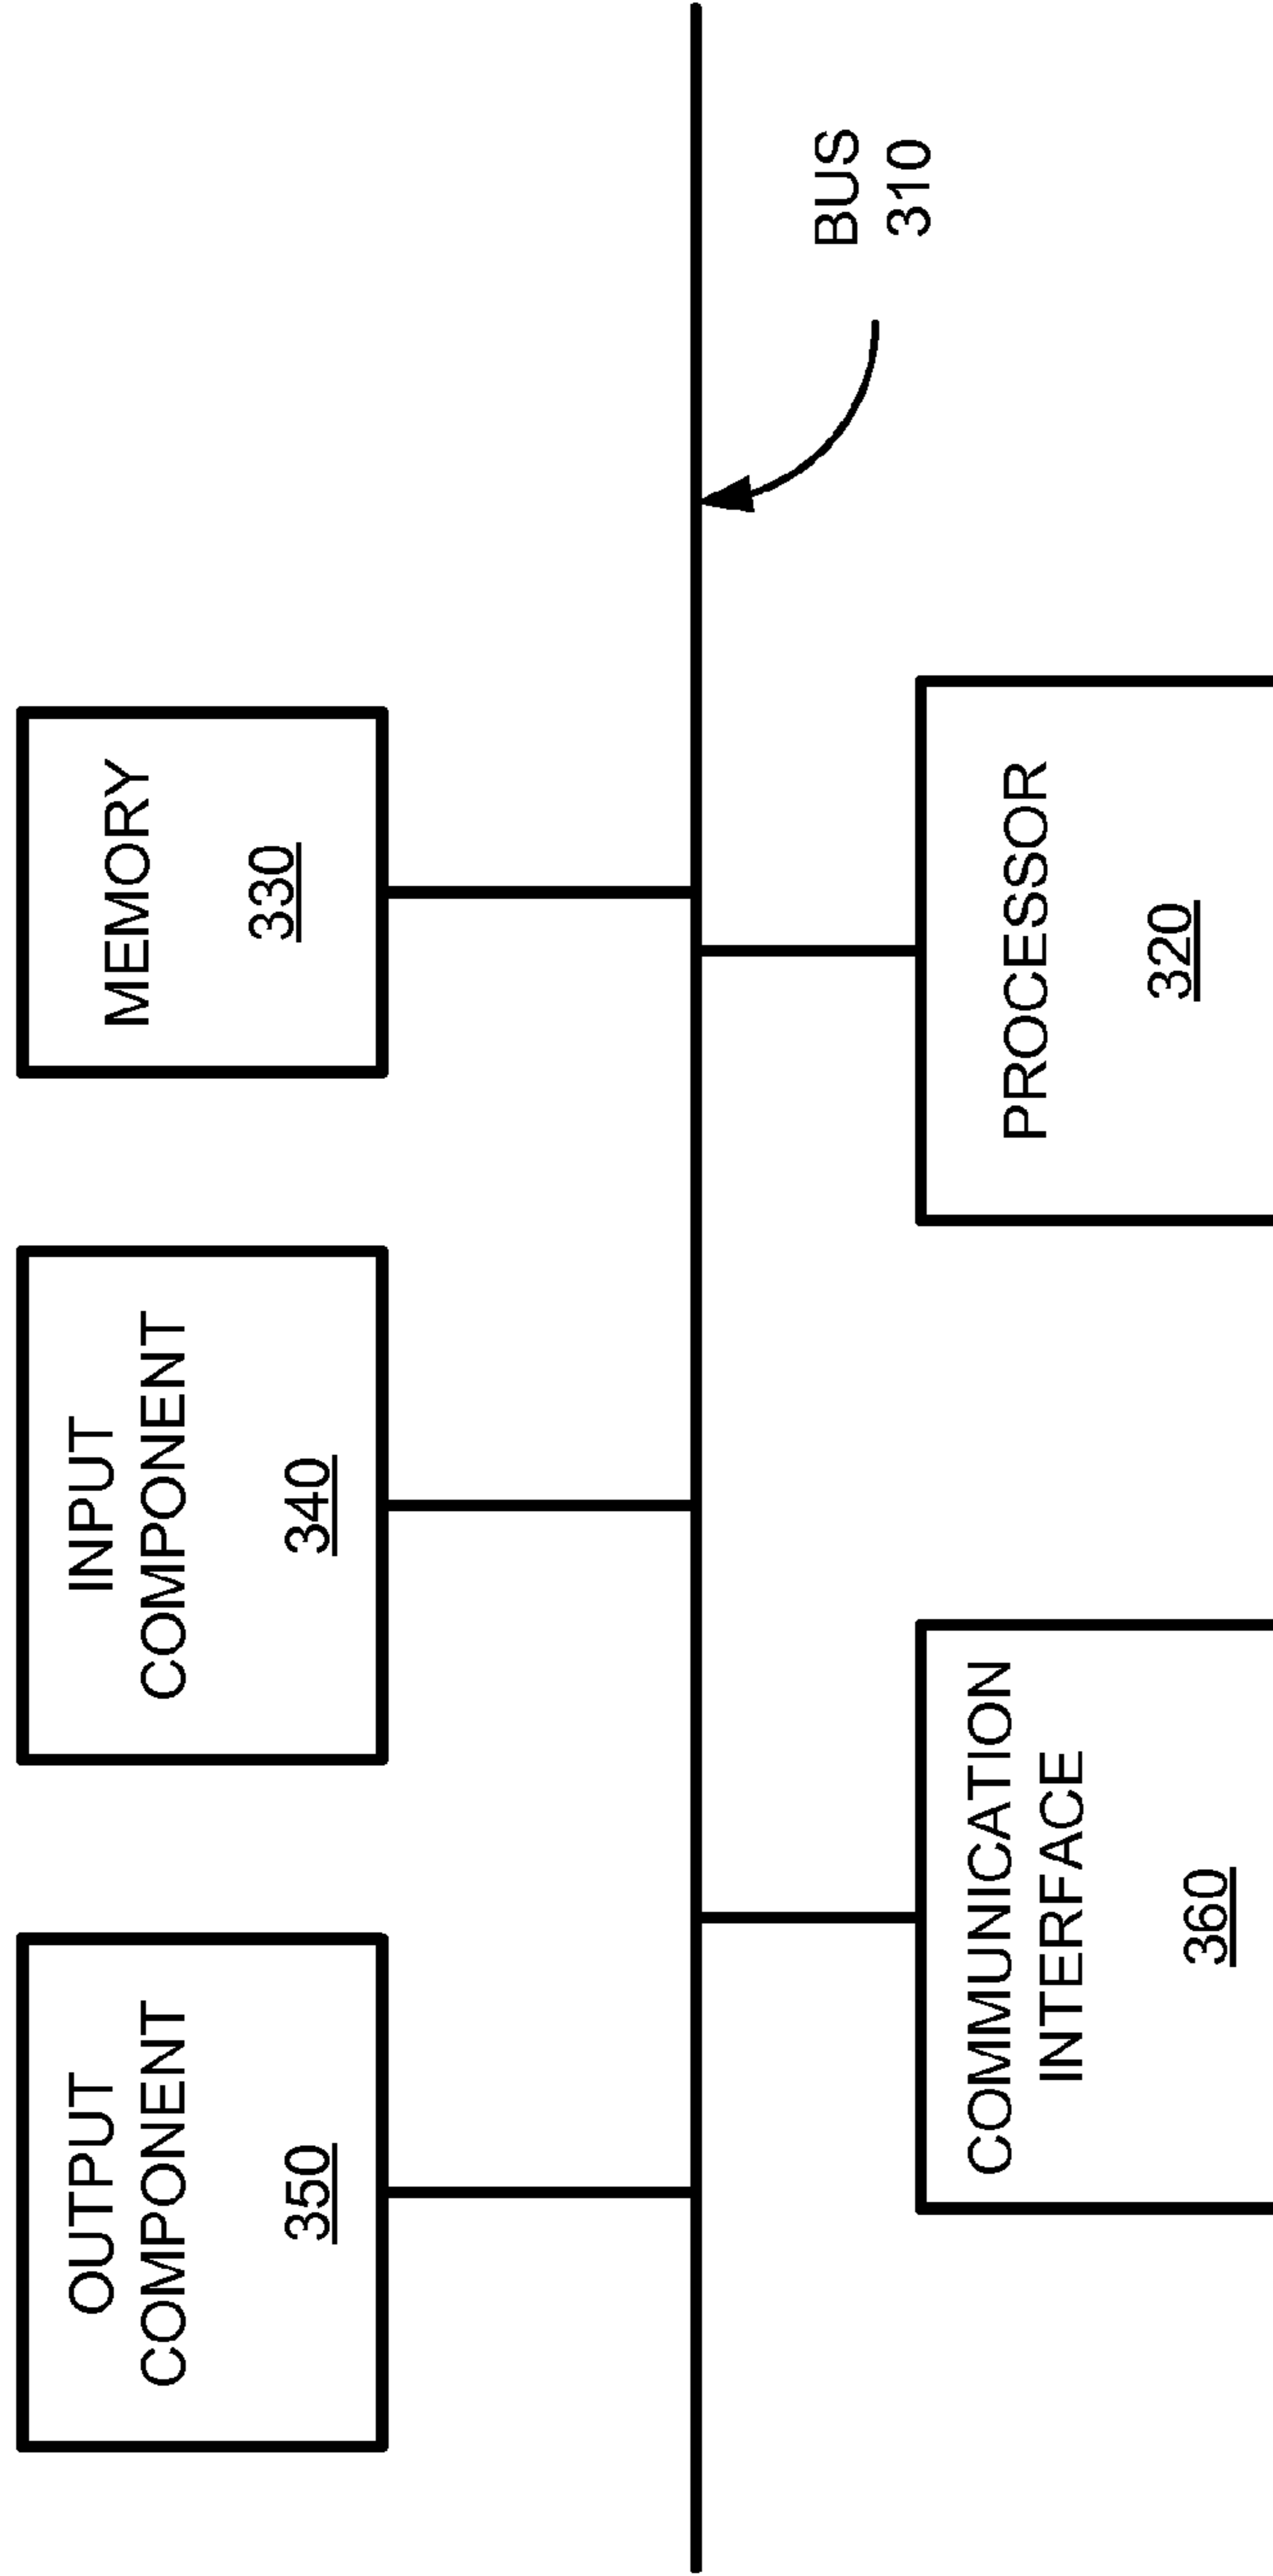 OUTPUT
COMPONENT
350
INPUT
COMPONENT
340
MEMORY
330
BUS
310
COMMUNICATION
INTERFACE
360
PROCESSOR
320